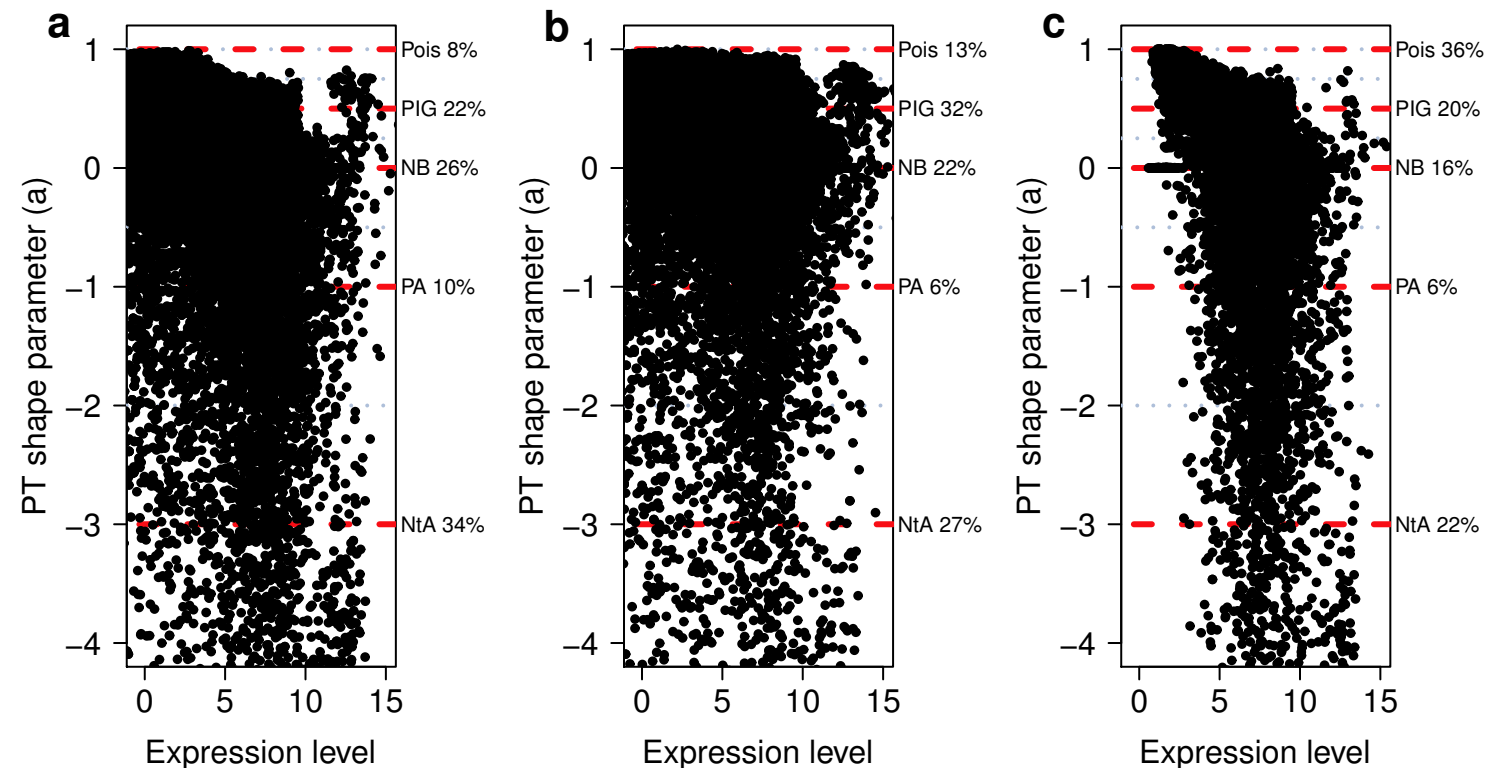 a
PT shape parameter (a)
1
0
−1
−2
−3
−4
Pois 8%
PIG 22%
NB 26%
PA 10%
NtA 34%
0 5 10 15
Expression level
b
PT shape parameter (a)
1
0
−1
−2
−3
−4
Pois 13%
PIG 32%
NB 22%
PA 6%
NtA 27%
0 5 10 15
Expression level
c
PT shape parameter (a)
1
0
−1
−2
−3
−4
Pois 36%
PIG 20%
NB 16%
PA 6%
NtA 22%
0 5 10 15
Expression level